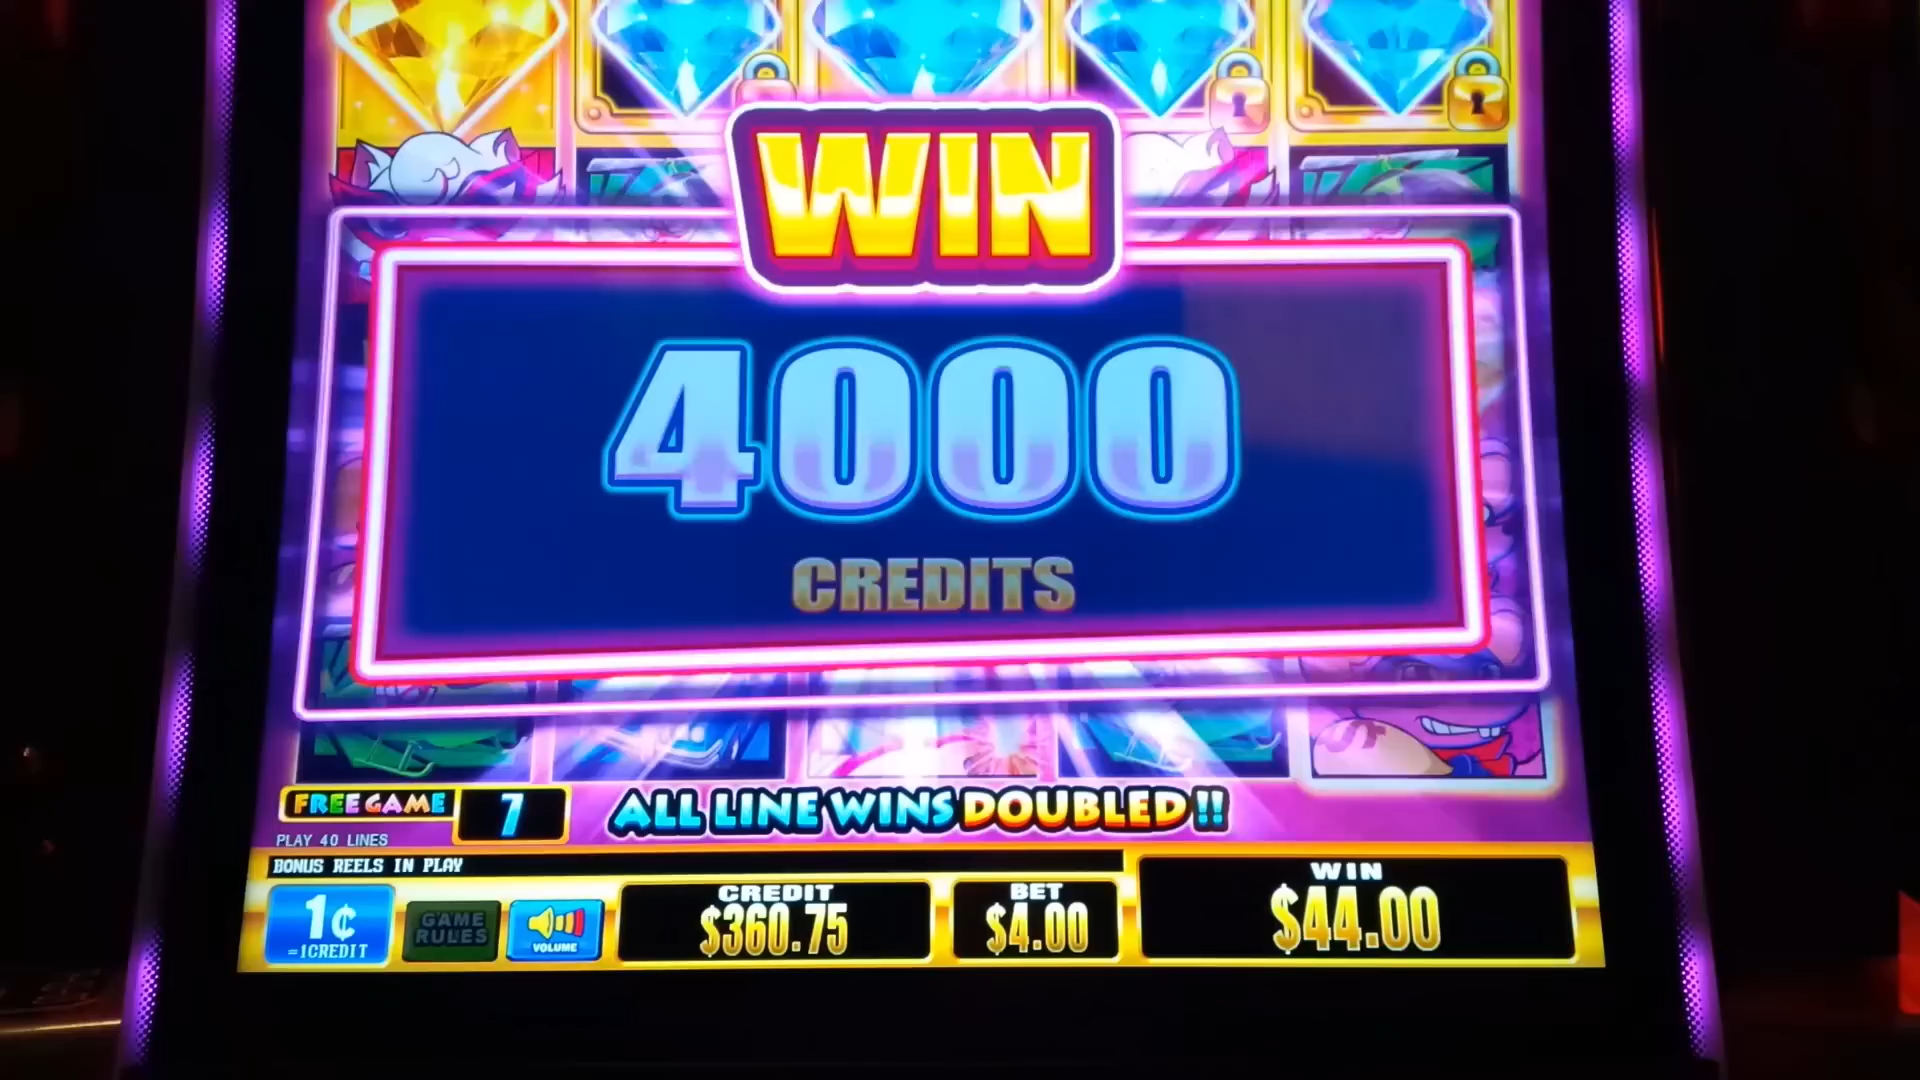 WIN
4000
CREDITS
FREE GAME 7
ALL LINE WINS DOUBLED!!
PLAY 40 LINES
BONUS REELS IN PLAY
1¢
=1CREDIT
GAME
RULES
VOLUME
CREDIT
$360.75
BET
$4.00
WIN
$44.00